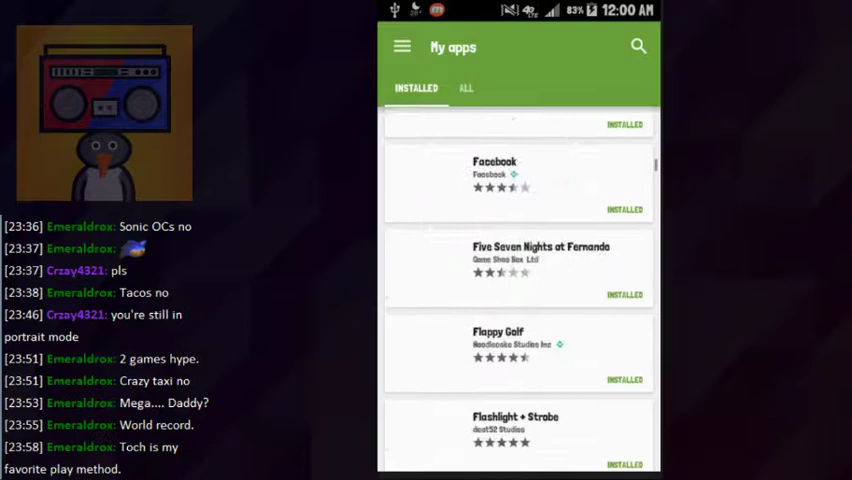 [23:36] Emeraldrox: Sonic OCs no
[23:37] Emeraldrox:
[23:37] Crzay4321: pls
[23:38] Emeraldrox: Tacos no
[23:46] Crzay4321: you're still in
portrait mode
[23:51] Emeraldrox: 2 games hype.
[23:51] Emeraldrox: Crazy taxi no
[23:53] Emeraldrox: Mega.... Daddy?
[23:55] Emeraldrox: World record.
[23:58] Emeraldrox: Toch is my
favorite play method.
4G LTE 83% 12:00 AM
My apps
INSTALLED ALL
INSTALLED
Facebook
Facebook
INSTALLED
Five Seven Nights at Fernando
Ltd
INSTALLED
Flappy Golf
Noodlecake Studios Inc
INSTALLED
Flashlight + Strobe
Studios
INSTALLED